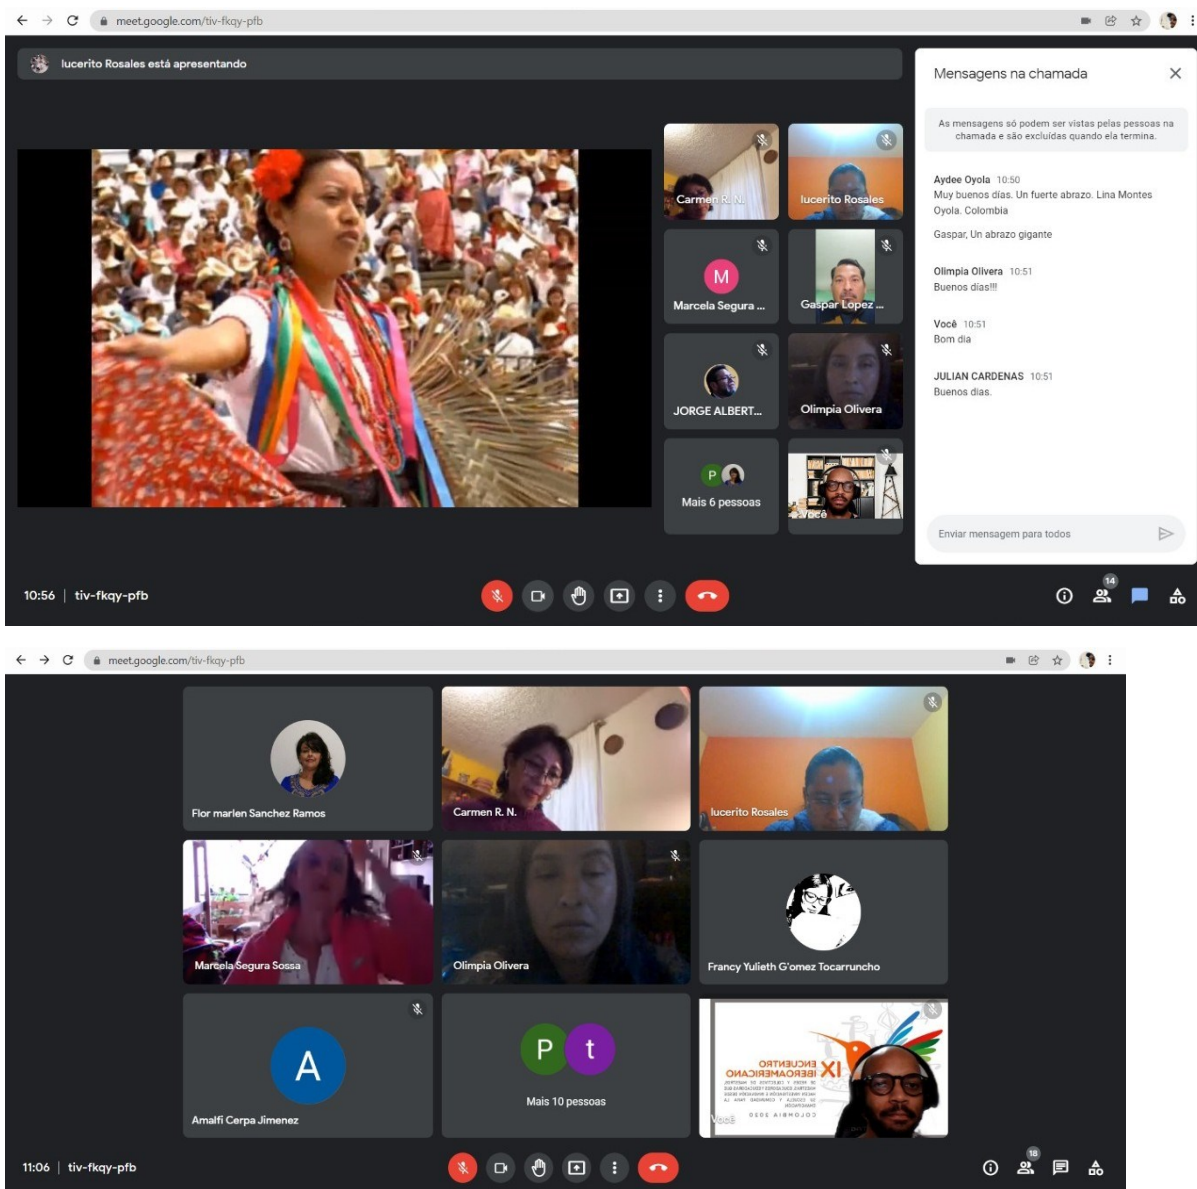 meet.google.com/tiv-fkqy-pfb
lucerito Rosales está apresentando
Carmen R. N.
lucerito Rosales
M
Marcela Segura ...
Gaspar Lopez ...
JORGE ALBERT...
Olimpia Olivera
P
Mais 6 pessoas
Você
Mensagens na chamada
As mensagens só podem ser vistas pelas pessoas na
chamada e são excluídas quando ela termina.
Aydee Oyola 10:50
Muy buenos días. Un fuerte abrazo. Lina Montes
Oyola. Colombia
Gaspar, Un abrazo gigante
Olimpia Olivera 10:51
Buenos días!!!
Você 10:51
Bom dia
JULIAN CARDENAS 10:51
Buenos dias.
Enviar mensagem para todos
10:56 | tiv-fkqy-pfb
14
meet.google.com/tiv-fkqy-pfb
Flor marlen Sanchez Ramos
Carmen R. N.
lucerito Rosales
Marcela Segura Sossa
Olimpia Olivera
Francy Yulieth G'omez Tocarruncho
A
Amalfi Cerpa Jimenez
P t
Mais 10 pessoas
IX ENCUENTRO
IBEROAMERICANO
COLOMBIA 2020
Você
11:06 | tiv-fkqy-pfb
18